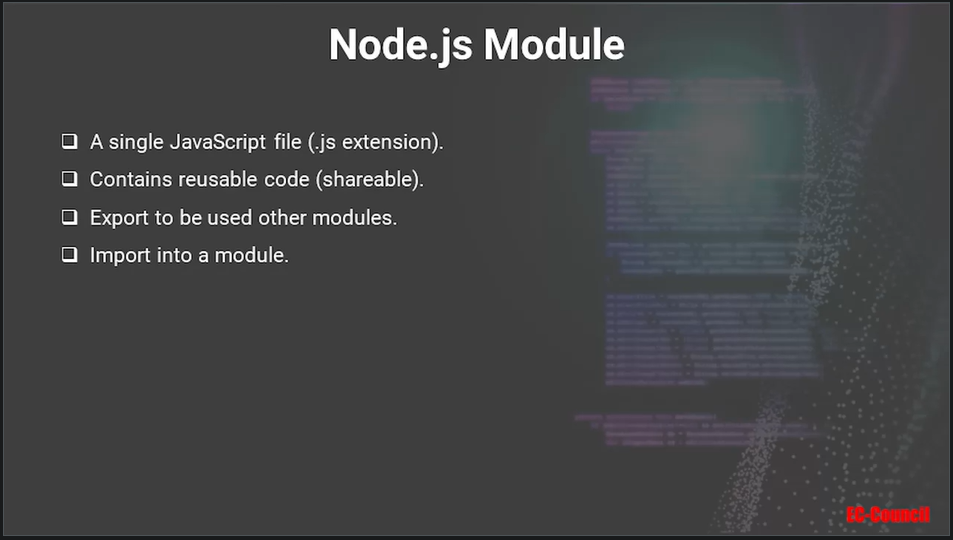 Node.js Module
A single JavaScript file (.js extension).
Contains reusable code (shareable).
Export to be used other modules.
Import into a module.
EC-Council